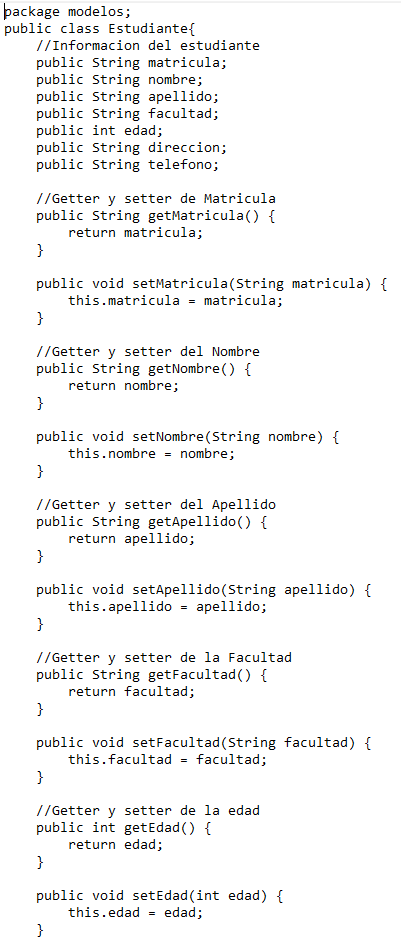 package modelos;
public class Estudiante{
    //Informacion del estudiante
    public String matricula;
    public String nombre;
    public String apellido;
    public String facultad;
    public int edad;
    public String direccion;
    public String telefono;

    //Getter y setter de Matricula
    public String getMatricula() {
        return matricula;
    }

    public void setMatricula(String matricula) {
        this.matricula = matricula;
    }

    //Getter y setter del Nombre
    public String getNombre() {
        return nombre;
    }

    public void setNombre(String nombre) {
        this.nombre = nombre;
    }

    //Getter y setter del Apellido
    public String getApellido() {
        return apellido;
    }

    public void setApellido(String apellido) {
        this.apellido = apellido;
    }

    //Getter y setter de la Facultad
    public String getFacultad() {
        return facultad;
    }

    public void setFacultad(String facultad) {
        this.facultad = facultad;
    }

    //Getter y setter de la edad
    public int getEdad() {
        return edad;
    }

    public void setEdad(int edad) {
        this.edad = edad;
    }